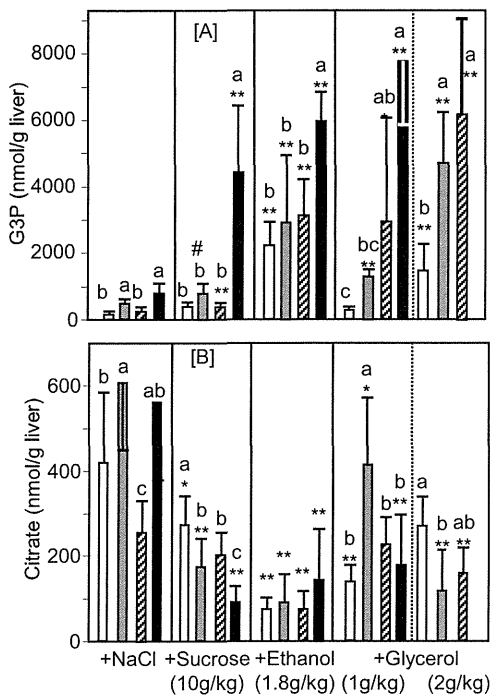 [A]
G3P (nmol/g liver)
8000
6000
4000
2000
0
b
a
b
a
b
#
b
b
**
a
**
b
**
b
**
b
**
a
**
c
bc
**
ab
a
**
b
**
a
**
a
**
[B]
Citrate (nmol/g liver)
600
400
200
0
b
a
c
ab
a
*
b
**
b
c
**
**
**
**
**
b
**
a
*
b
b
**
a
b
**
ab
**
+NaCl +Sucrose +Ethanol +Glycerol
(10g/kg) (1.8g/kg) (1g/kg) (2g/kg)